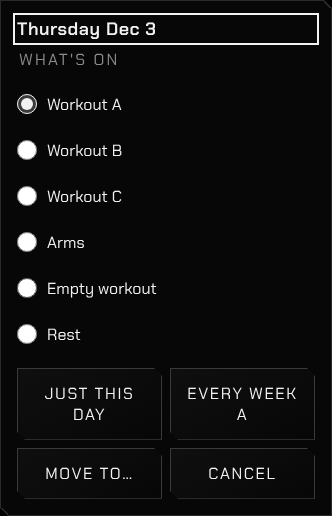 Thursday Dec 3
WHAT'S ON
Workout A
Workout B
Workout C
Arms
Empty workout
Rest
JUST THIS
DAY
EVERY WEEK
A
MOVE TO...
CANCEL